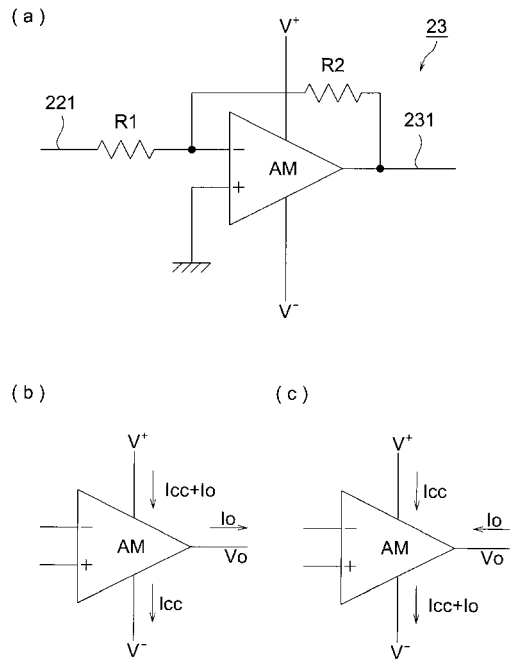 (a)
V⁺
23
R2
221
R1
231
−
AM
+
V⁻
(b)
(c)
V⁺
Icc+Io
Io
−
AM
+
Vo
Icc
V⁻
V⁺
Icc
Io
−
AM
+
Vo
Icc+Io
V⁻